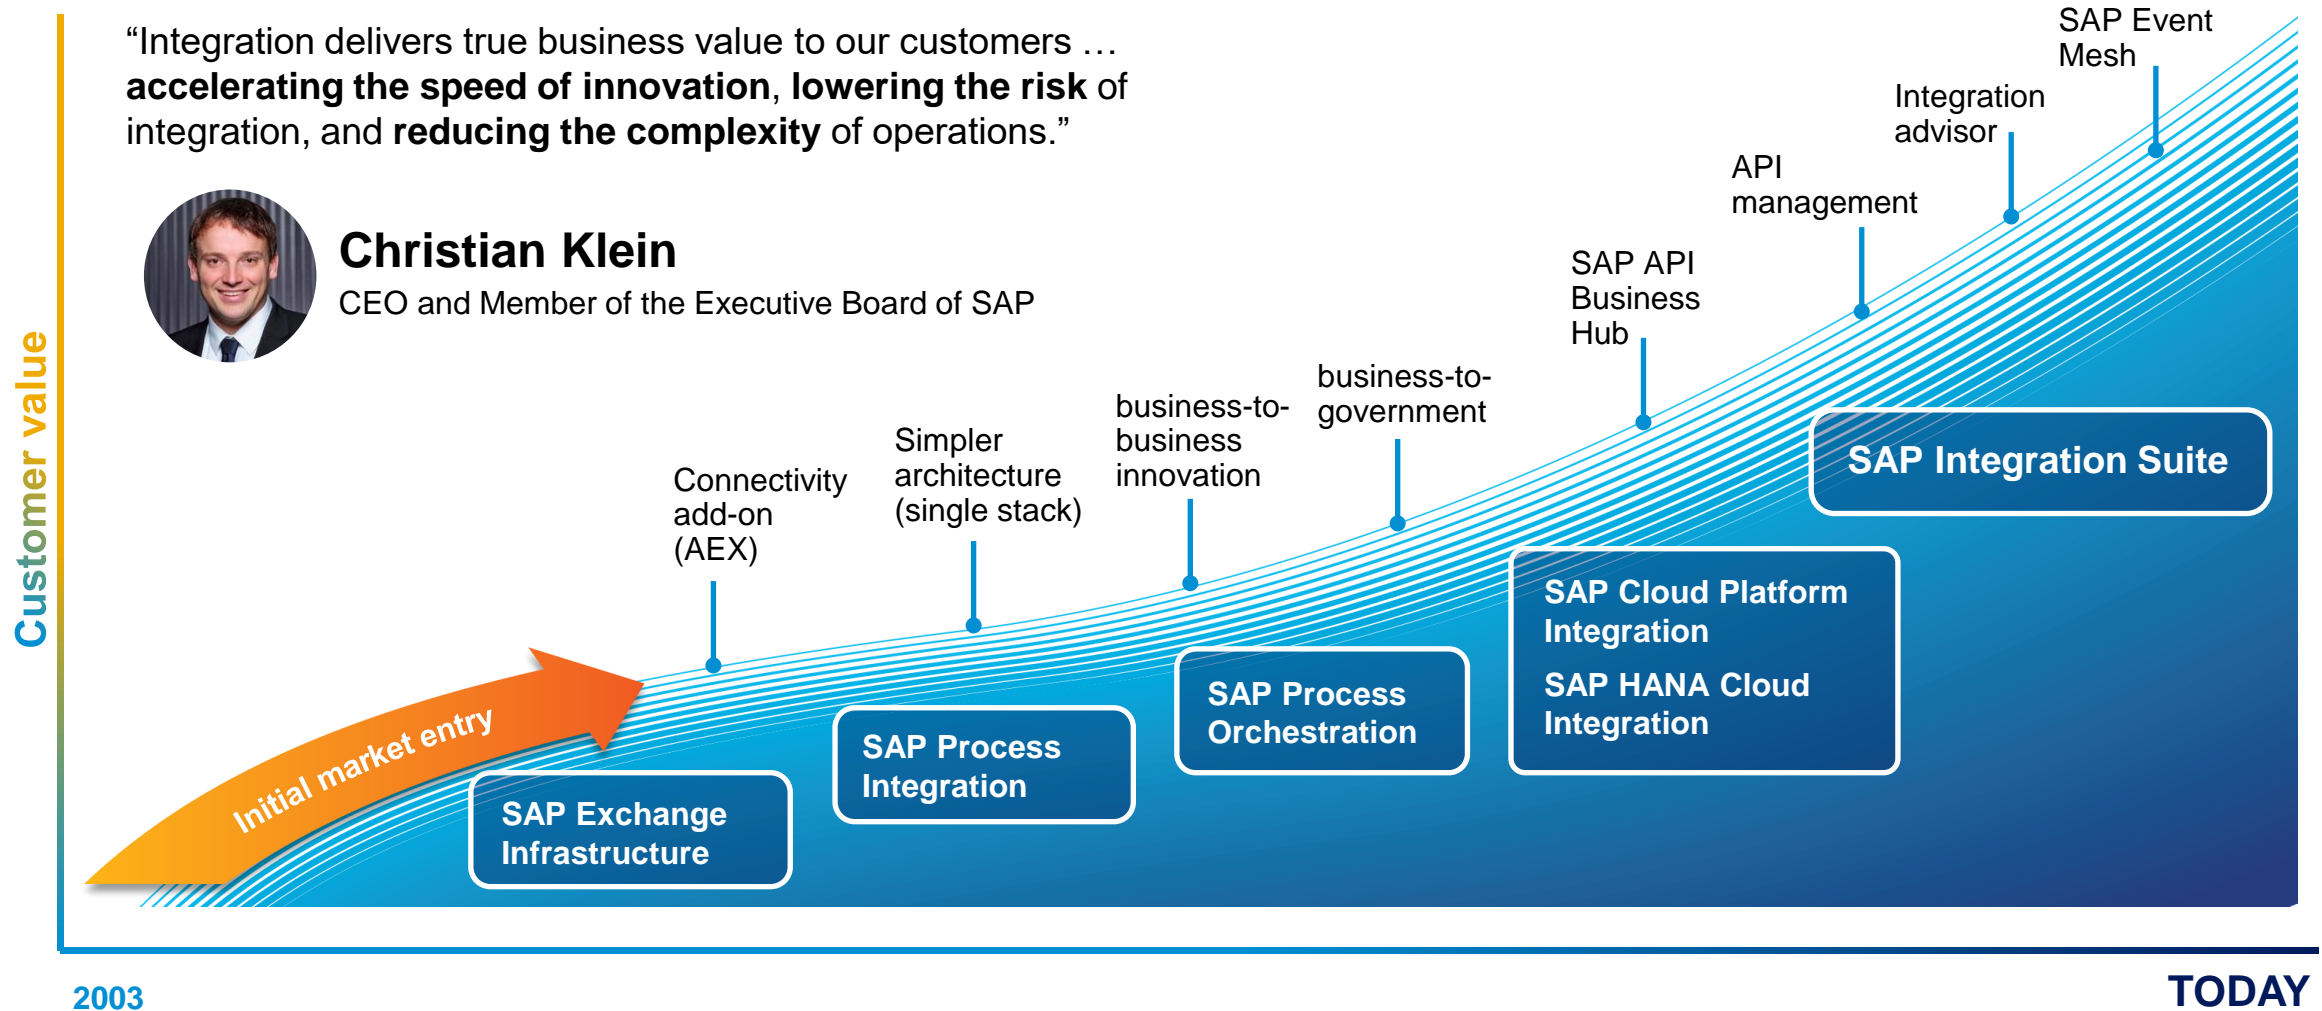 “Integration delivers true business value to our customers …
accelerating the speed of innovation, lowering the risk of
integration, and reducing the complexity of operations.”
Christian Klein
CEO and Member of the Executive Board of SAP
Customer value
Initial market entry
Connectivity
add-on
(AEX)
Simpler
architecture
(single stack)
business-to-
business
innovation
business-to-
government
SAP API
Business
Hub
API
management
Integration
advisor
SAP Event
Mesh
SAP Exchange
Infrastructure
SAP Process
Integration
SAP Process
Orchestration
SAP Cloud Platform
Integration
SAP HANA Cloud
Integration
SAP Integration Suite
2003
TODAY